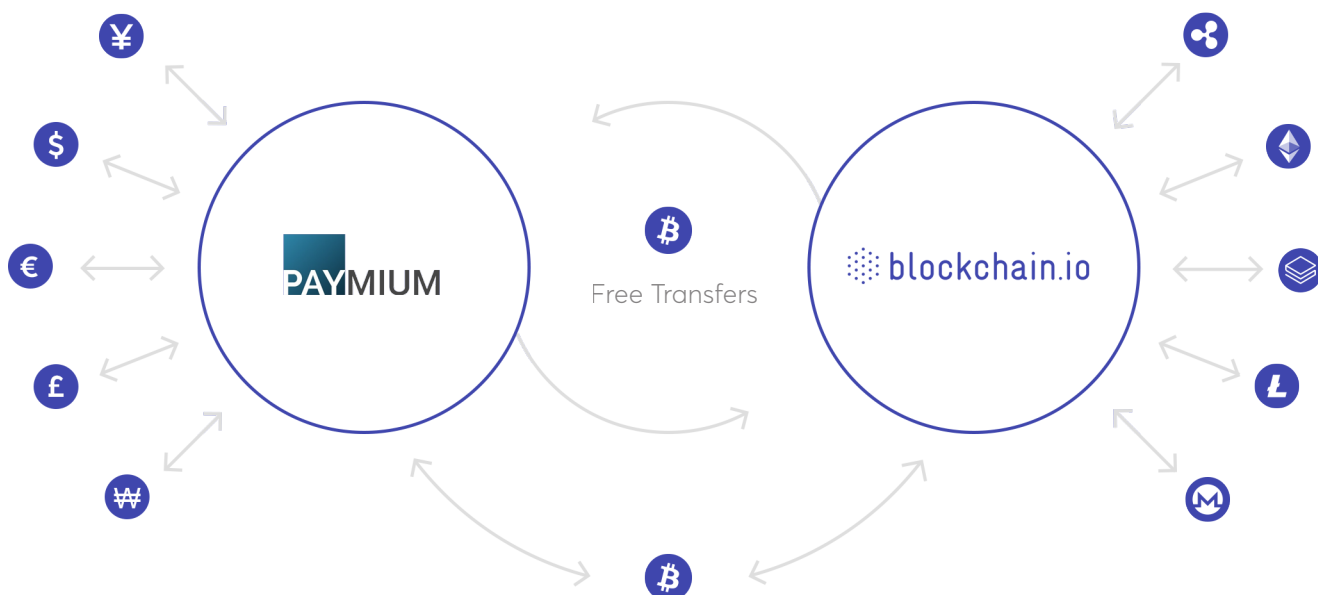 ¥
$
€
£
₩
PAYMIUM
Free Transfers
blockchain.io